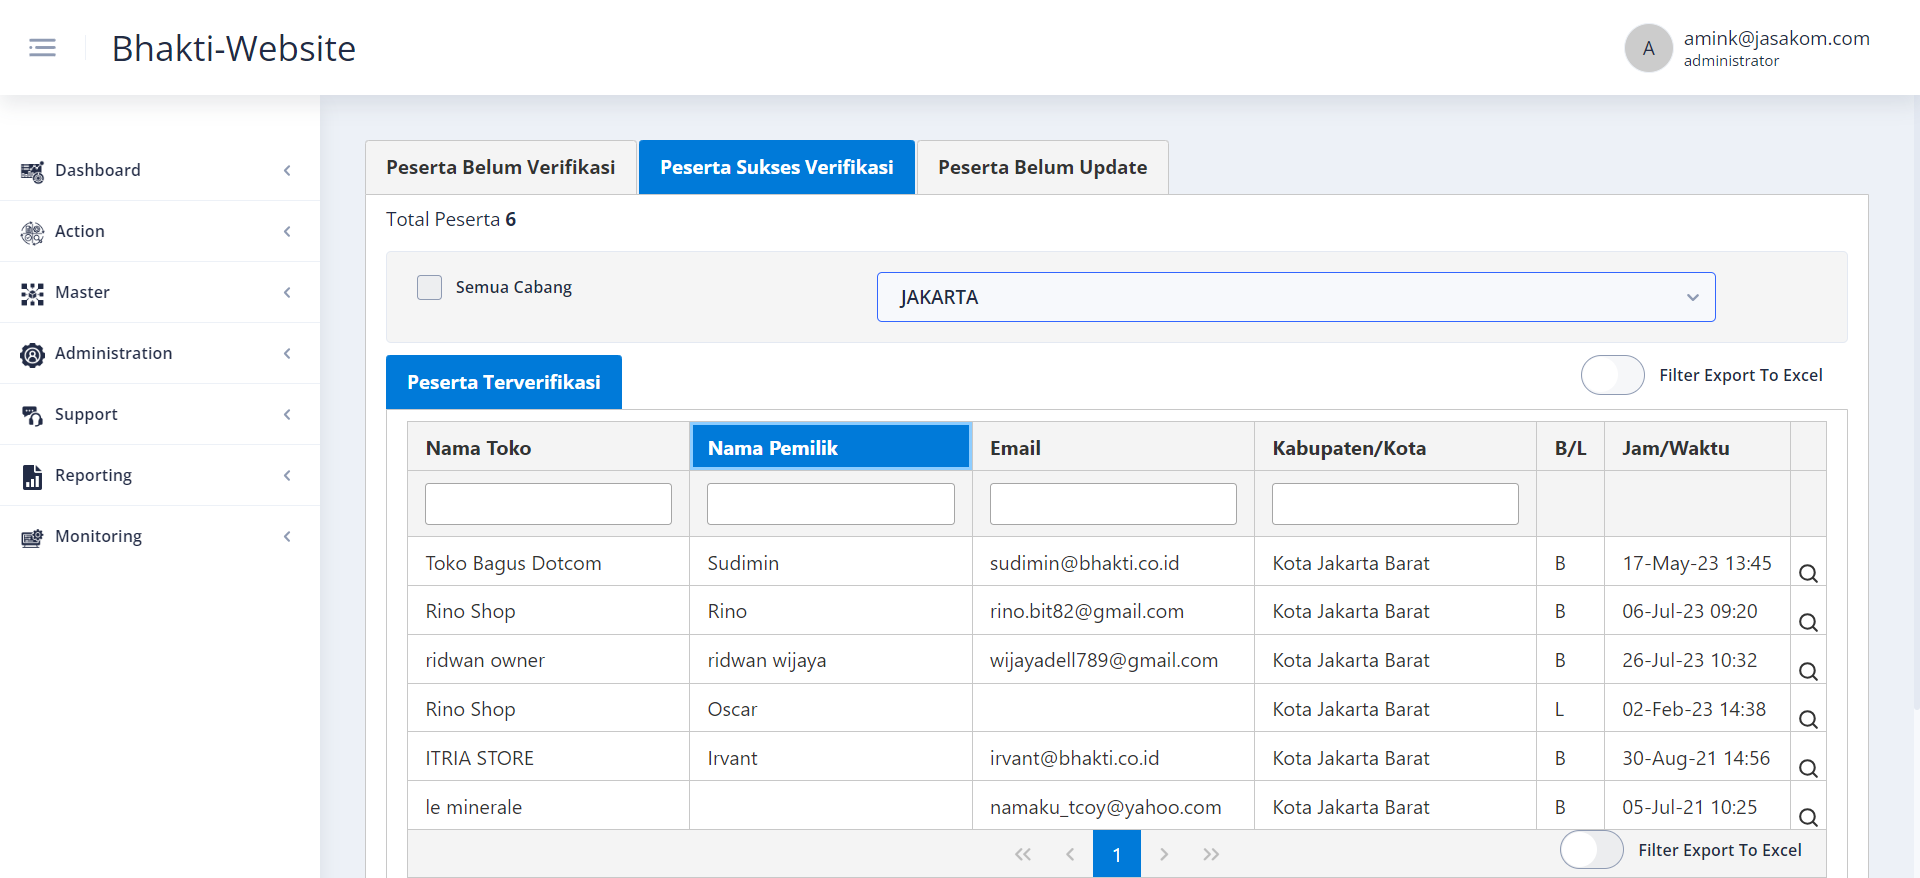 Bhakti-Website
A
amink@jasakom.com
administrator
Dashboard
Action
Master
Administration
Support
Reporting
Monitoring
Peserta Belum Verifikasi Peserta Sukses Verifikasi Peserta Belum Update
Total Peserta 6
Semua Cabang JAKARTA
Peserta Terverifikasi Filter Export To Excel
Nama Toko Nama Pemilik Email Kabupaten/Kota B/L Jam/Waktu
Toko Bagus Dotcom Sudimin sudimin@bhakti.co.id Kota Jakarta Barat B 17-May-23 13:45
Rino Shop Rino rino.bit82@gmail.com Kota Jakarta Barat B 06-Jul-23 09:20
ridwan owner ridwan wijaya wijayadell789@gmail.com Kota Jakarta Barat B 26-Jul-23 10:32
Rino Shop Oscar Kota Jakarta Barat L 02-Feb-23 14:38
ITRIA STORE Irvant irvant@bhakti.co.id Kota Jakarta Barat B 30-Aug-21 14:56
le minerale namaku_tcoy@yahoo.com Kota Jakarta Barat B 05-Jul-21 10:25
1 Filter Export To Excel